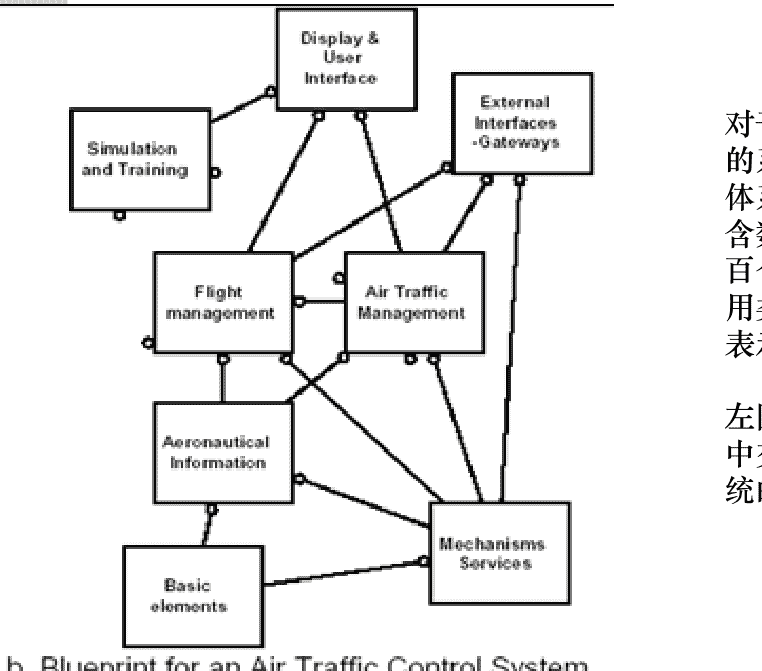 Display &
User
Interface
External
Interfaces
-Gateways
Simulation
and Training
Flight
management
Air Traffic
Management
Aeronautical
Information
Mechanisms
Services
Basic
elements
b. Blueprint for an Air Traffic Control System
对于
的系
体系
含数
百个
用类
表示
左图
中交
统的